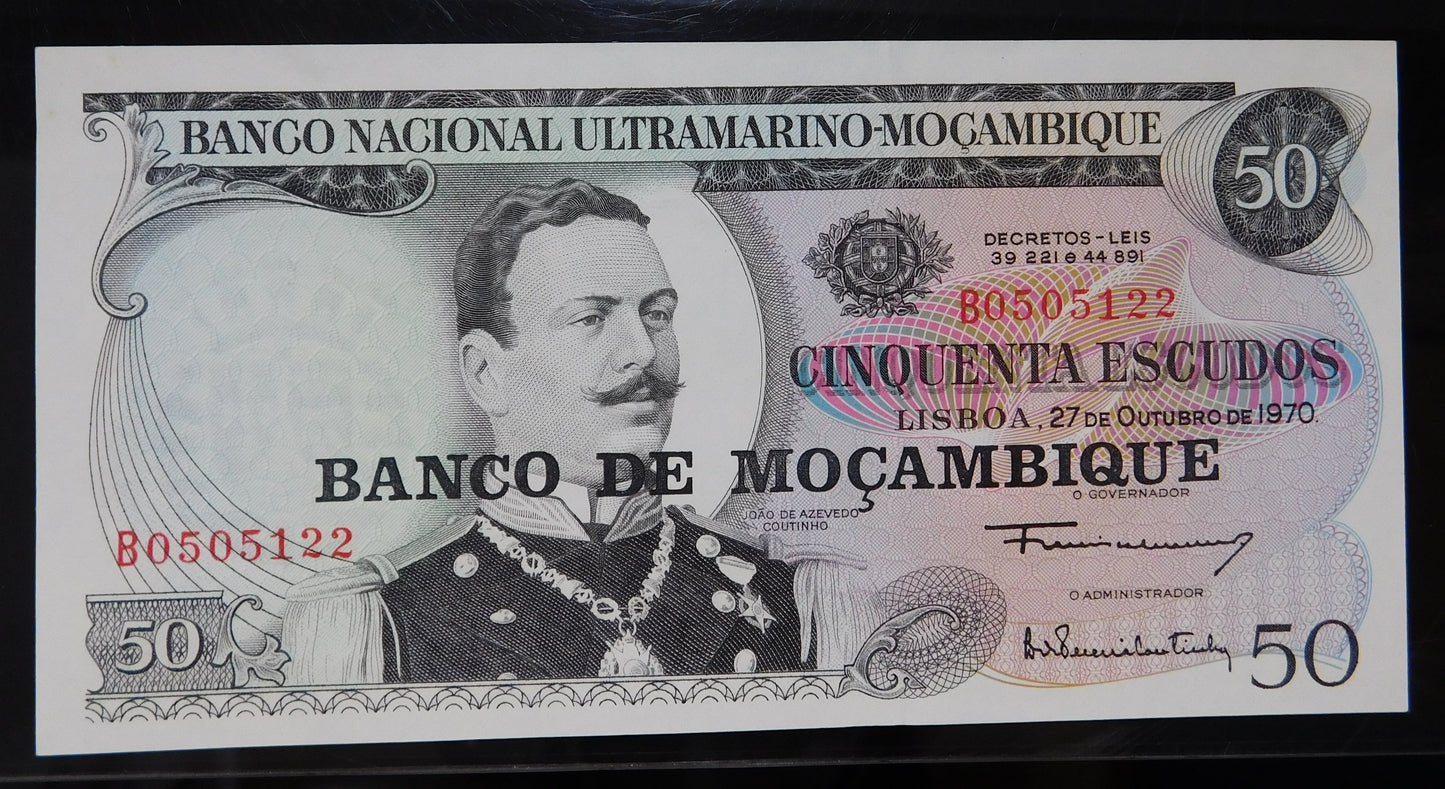 BANCO NACIONAL ULTRAMARINO-MOÇAMBIQUE
50
DECRETOS-LEIS
39 221 e 44 891
B0505122
CINQUENTA ESCUDOS
LISBOA, 27 DE OUTUBRO DE 1970.
BANCO DE MOÇAMBIQUE
O GOVERNADOR
JOÃO DE AZEVEDO
COUTINHO
B0505122
O ADMINISTRADOR
50
50